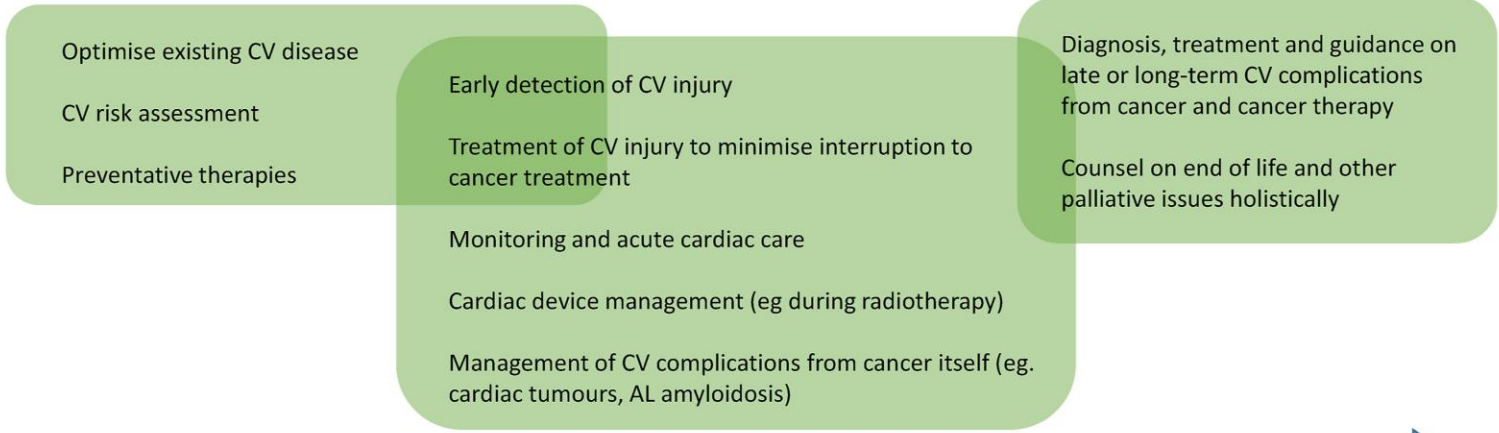 Optimise existing CV disease
CV risk assessment
Preventative therapies
Early detection of CV injury
Treatment of CV injury to minimise interruption to
cancer treatment
Monitoring and acute cardiac care
Cardiac device management (eg during radiotherapy)
Management of CV complications from cancer itself (eg.
cardiac tumours, AL amyloidosis)
Diagnosis, treatment and guidance on
late or long-term CV complications
from cancer and cancer therapy
Counsel on end of life and other
palliative issues holistically